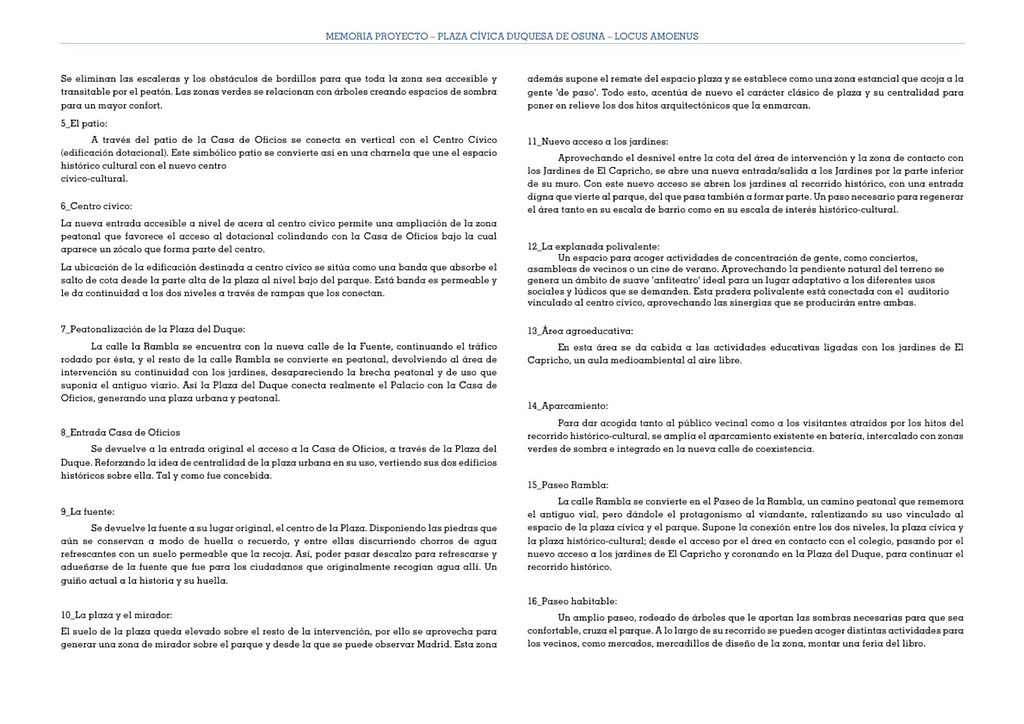 MEMORIA PROYECTO – PLAZA CÍVICA DUQUESA DE OSUNA – LOCUS AMOENUS
Se eliminan las escaleras y los obstáculos de bordillos para que toda la zona sea accesible y
transitable por el peatón. Las zonas verdes se relacionan con árboles creando espacios de sombra
para un mayor confort.
5_El patio:
A través del patio de la Casa de Oficios se conecta en vertical con el Centro Cívico
(edificación dotacional). Este simbólico patio se convierte así en una charnela que une el espacio
histórico cultural con el nuevo centro
cívico-cultural.
6_Centro cívico:
La nueva entrada accesible a nivel de acera al centro cívico permite una ampliación de la zona
peatonal que favorece el acceso al dotacional colindando con la Casa de Oficios bajo la cual
aparece un zócalo que forma parte del centro.
La ubicación de la edificación destinada a centro cívico se sitúa como una banda que absorbe el
salto de cota desde la parte alta de la plaza al nivel bajo del parque. Está banda es permeable y
le da continuidad a los dos niveles a través de rampas que los conectan.
7_Peatonalización de la Plaza del Duque:
La calle la Rambla se encuentra con la nueva calle de la Fuente, continuando el tráfico
rodado por ésta, y el resto de la calle Rambla se convierte en peatonal, devolviendo al área de
intervención su continuidad con los jardines, desapareciendo la brecha peatonal y de uso que
suponía el antiguo viario. Así la Plaza del Duque conecta realmente el Palacio con la Casa de
Oficios, generando una plaza urbana y peatonal.
8_Entrada Casa de Oficios
Se devuelve a la entrada original el acceso a la Casa de Oficios, a través de la Plaza del
Duque. Reforzando la idea de centralidad de la plaza urbana en su uso, vertiendo sus dos edificios
históricos sobre ella. Tal y como fue concebida.
9_La fuente:
Se devuelve la fuente a su lugar original, el centro de la Plaza. Disponiendo las piedras que
aún se conservan a modo de huella o recuerdo, y entre ellas discurriendo chorros de agua
refrescantes con un suelo permeable que la recoja. Así, poder pasar descalzo para refrescarse y
adueñarse de la fuente que fue para los ciudadanos que originalmente recogían agua allí. Un
guiño actual a la historia y su huella.
10_La plaza y el mirador:
El suelo de la plaza queda elevado sobre el resto de la intervención, por ello se aprovecha para
generar una zona de mirador sobre el parque y desde la que se puede observar Madrid. Esta zona
además supone el remate del espacio plaza y se establece como una zona estancial que acoja a la
gente 'de paso'. Todo esto, acentúa de nuevo el carácter clásico de plaza y su centralidad para
poner en relieve los dos hitos arquitectónicos que la enmarcan.
11_Nuevo acceso a los jardines:
Aprovechando el desnivel entre la cota del área de intervención y la zona de contacto con
los Jardines de El Capricho, se abre una nueva entrada/salida a los Jardines por la parte inferior
de su muro. Con este nuevo acceso se abren los jardines al recorrido histórico, con una entrada
digna que vierte al parque, del que pasa también a formar parte. Un paso necesario para regenerar
el área tanto en su escala de barrio como en su escala de interés histórico-cultural.
12_La explanada polivalente:
Un espacio para acoger actividades de concentración de gente, como conciertos,
asambleas de vecinos o un cine de verano. Aprovechando la pendiente natural del terreno se
genera un ámbito de suave 'anfiteatro' ideal para un lugar adaptativo a los diferentes usos
sociales y lúdicos que se demanden. Esta pradera polivalente está conectada con el auditorio
vinculado al centro cívico, aprovechando las sinergias que se producirán entre ambas.
13_Área agroeducativa:
En esta área se da cabida a las actividades educativas ligadas con los jardines de El
Capricho, un aula medioambiental al aire libre.
14_Aparcamiento:
Para dar acogida tanto al público vecinal como a los visitantes atraídos por los hitos del
recorrido histórico-cultural, se amplía el aparcamiento existente en batería, intercalado con zonas
verdes de sombra e integrado en la nueva calle de coexistencia.
15_Paseo Rambla:
La calle Rambla se convierte en el Paseo de la Rambla, un camino peatonal que rememora
el antiguo vial, pero dándole el protagonismo al viandante, ralentizando su uso vinculado al
espacio de la plaza cívica y el parque. Supone la conexión entre los dos niveles, la plaza cívica y
la plaza histórico-cultural; desde el acceso por el área en contacto con el colegio, pasando por el
nuevo acceso a los jardines de El Capricho y coronando en la Plaza del Duque, para continuar el
recorrido histórico.
16_Paseo habitable:
Un amplio paseo, rodeado de árboles que le aportan las sombras necesarias para que sea
confortable, cruza el parque. A lo largo de su recorrido se pueden acoger distintas actividades para
los vecinos, como mercados, mercadillos de diseño de la zona, montar una feria del libro.